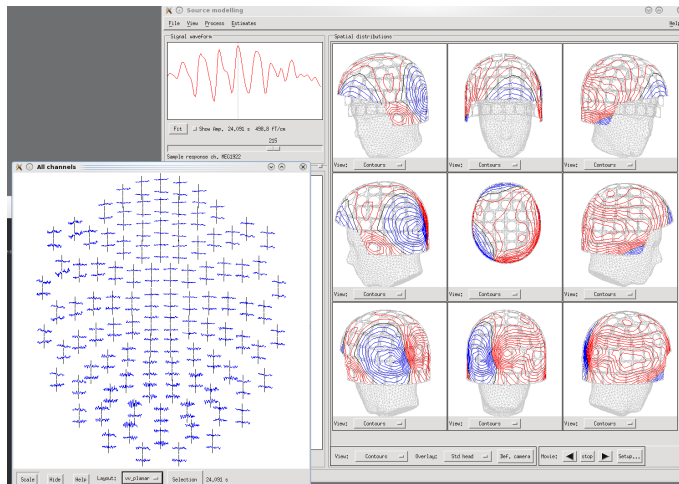 Source modelling
File View Process Estimates Help
Signal waveform
Spatial distributions
Fit Show Amp. 24,091 s 498.8 fT/cm
215
Sample response ch. MEG1922
View: Contours View: Contours View: Contours
All channels
View: Contours View: Contours View: Contours
View: Contours View: Contours View: Contours
View: Contours Overlay: Std head Def. camera Movie: stop Setup...
Scale Hide Help Layout: vv_planar Selection 24,091 s